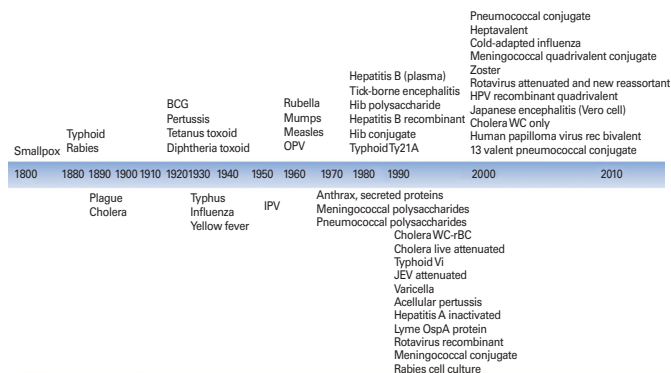 Pneumococcal conjugate
Heptavalent
Cold-adapted influenza
Meningococcal quadrivalent conjugate
Zoster
Rotavirus attenuated and new reassortant
HPV recombinant quadrivalent
Japanese encephalitis (Vero cell)
Cholera WC only
Human papilloma virus rec bivalent
13 valent pneumococcal conjugate
Hepatitis B (plasma)
Tick-borne encephalitis
Hib polysaccharide
Hepatitis B recombinant
Hib conjugate
TyphoidTy21A
Rubella
Mumps
Measles
OPV
BCG
Pertussis
Tetanus toxoid
Diphtheria toxoid
Typhoid
Rabies
Smallpox
1800 1880 1890 1900 1910 1920 1930 1940 1950 1960 1970 1980 1990 2000 2010
Plague
Cholera
Typhus
Influenza
Yellow fever
IPV
Anthrax, secreted proteins
Meningococcal polysaccharides
Pneumococcal polysaccharides
Cholera WC-rBC
Cholera live attenuated
Typhoid Vi
JEV attenuated
Varicella
Acellular pertussis
Hepatitis A inactivated
Lyme OspA protein
Rotavirus recombinant
Meningococcal conjugate
Rabies cell culture